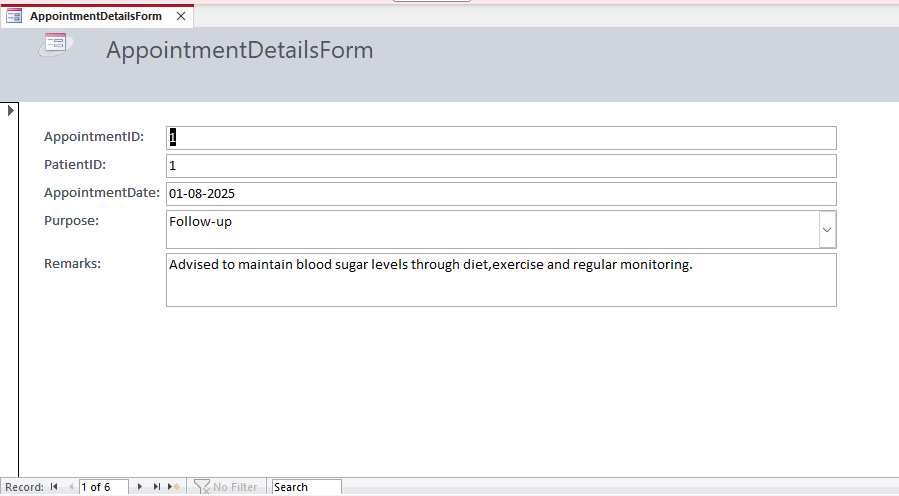 AppointmentDetailsForm
AppointmentDetailsForm
AppointmentID: 1
PatientID: 1
AppointmentDate: 01-08-2025
Purpose: Follow-up
Remarks: Advised to maintain blood sugar levels through diet,exercise and regular monitoring.
Record: 1 of 6 No Filter Search